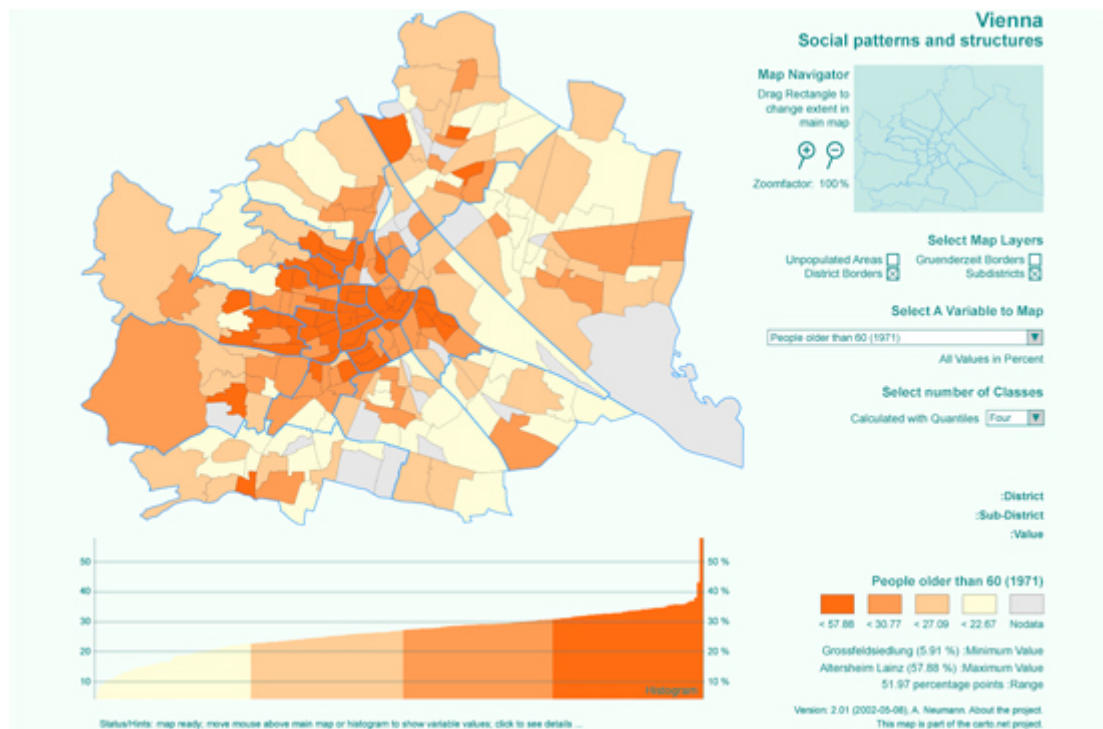 Vienna
Social patterns and structures
Map Navigator
Drag Rectangle to
change extent in
main map
Zoomfactor: 100%
Select Map Layers
Unpopulated Areas Gruenderzeit Borders
District Borders Subdistricts
Select A Variable to Map
People older than 60 (1971)
All Values in Percent
Select number of Classes
Calculated with Quantiles Four
:District
:Sub-District
:Value
50 50 %
40 40 %
30 30 %
20 20 %
10 10 %
Histogram
People older than 60 (1971)
< 57.88 < 30.77 < 27.09 < 22.67 Nodata
Grossfeldsiedlung (5.91 %) :Minimum Value
Altersheim Lainz (57.88 %) :Maximum Value
51.97 percentage points :Range
Version: 2.01 (2002-05-08), A. Neumann. About the project.
This map is part of the carto.net project.
Status/Hints: map ready; move mouse above main map or histogram to show variable values; click to see details ...